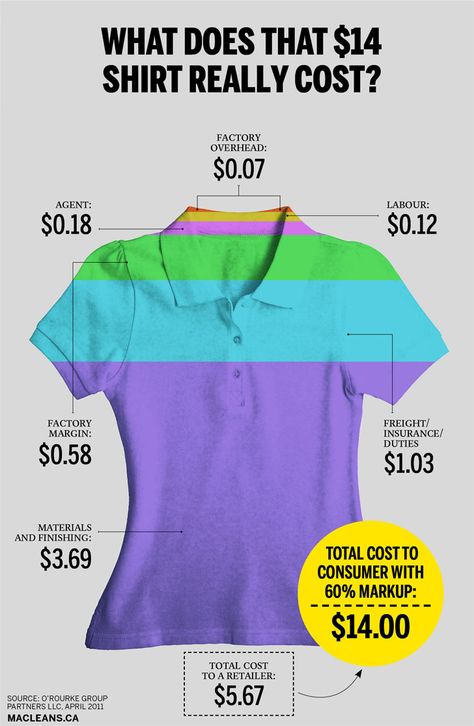 WHAT DOES THAT $14
SHIRT REALLY COST?
FACTORY
OVERHEAD:
$0.07
AGENT:
$0.18
LABOUR:
$0.12
FACTORY
MARGIN:
$0.58
FREIGHT/
INSURANCE/
DUTIES
$1.03
MATERIALS
AND FINISHING:
$3.69
TOTAL COST TO
CONSUMER WITH
60% MARKUP:
$14.00
TOTAL COST
TO A RETAILER:
$5.67
SOURCE: O'ROURKE GROUP
PARTNERS LLC, APRIL 2011
MACLEANS.CA